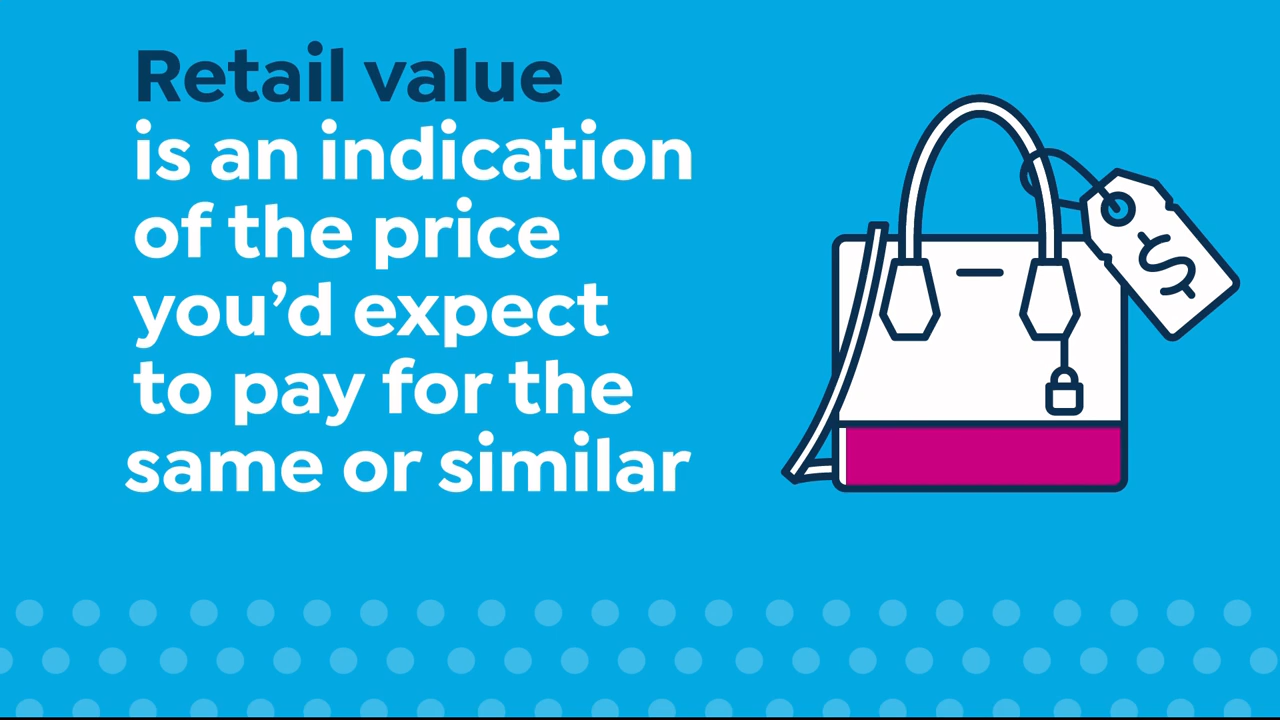 Retail value
is an indication
of the price
you’d expect
to pay for the
same or similar
$